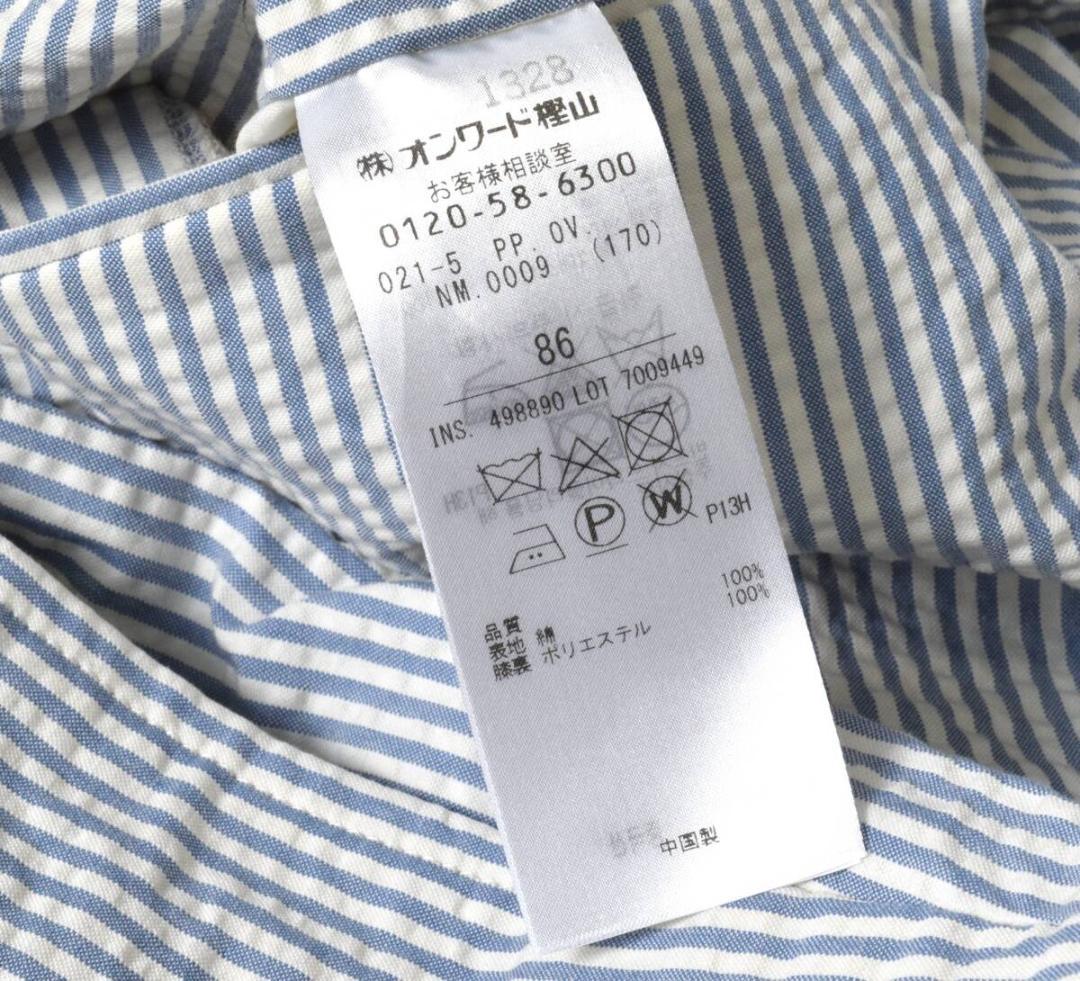 1328
(株)オンワード樫山
お客様相談室
0120-58-6300
021-5 PP.OV.
NM.0009 (170)
86
INS. 498890 LOT 7009449
P
W
P13H
品質
表地 綿 100%
膝裏 ポリエステル 100%
中国製